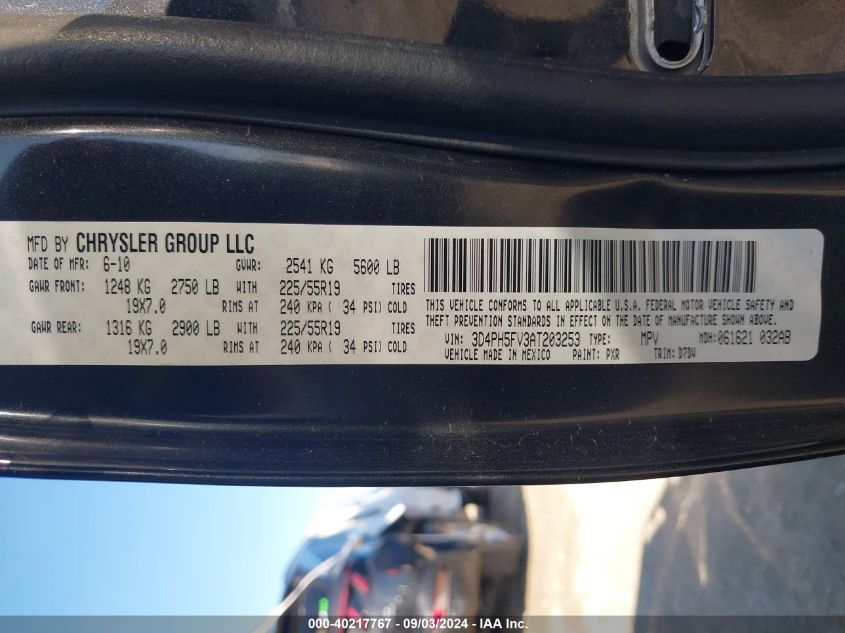 MFD BY CHRYSLER GROUP LLC
DATE OF MFR: 6-10 GVWR: 2541 KG 5600 LB
GAWR FRONT: 1248 KG 2750 LB WITH 225/55R19 TIRES
19X7.0 RIMS AT 240 KPA ( 34 PSI) COLD
GAWR REAR: 1316 KG 2900 LB WITH 225/55R19 TIRES
19X7.0 RIMS AT 240 KPA ( 34 PSI) COLD
THIS VEHICLE CONFORMS TO ALL APPLICABLE U.S.A. FEDERAL MOTOR VEHICLE SAFETY AND
THEFT PREVENTION STANDARDS IN EFFECT ON THE DATE OF MANUFACTURE SHOWN ABOVE.
VIN: 3D4PH5FV3AT203253 TYPE: MPV MDH: 061621 032AB
VEHICLE MADE IN MEXICO PAINT: PXR TRIM: D7DV
000-40217767 - 09/03/2024 - IAA Inc.